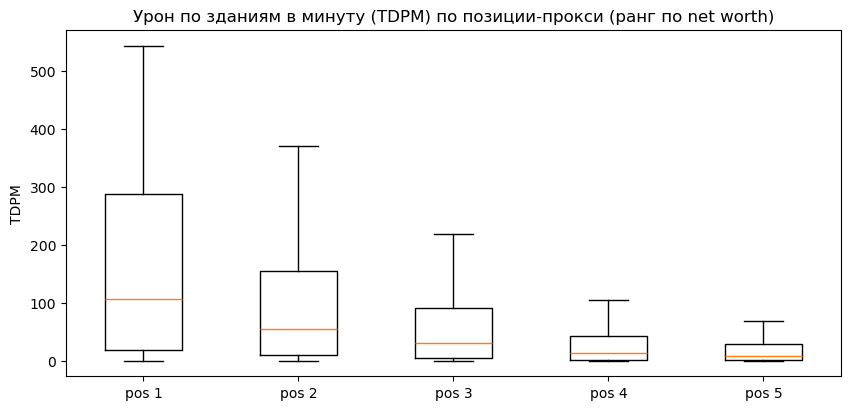 Урон по зданиям в минуту (TDPM) по позиции-прокси (ранг по net worth)
TDPM
500
400
300
200
100
0
pos 1 pos 2 pos 3 pos 4 pos 5